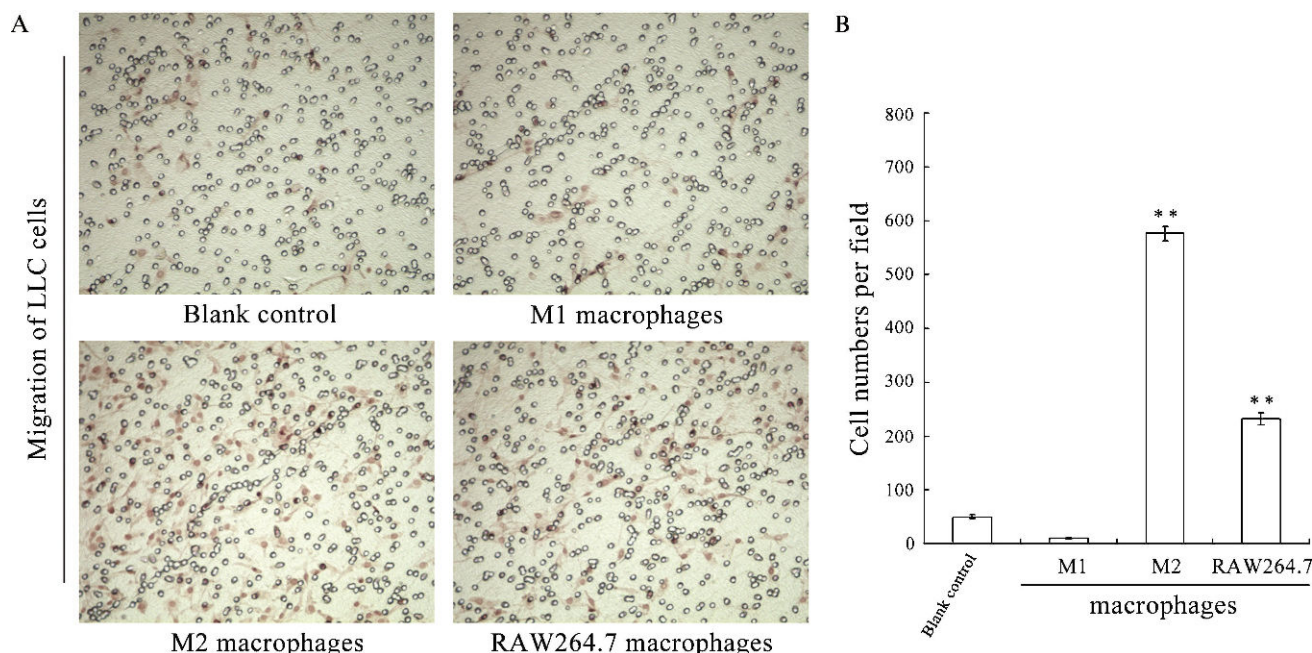 A
Migration of LLC cells
Blank control
M1 macrophages
M2 macrophages
RAW264.7 macrophages
B
Cell numbers per field
800
700
600
500
400
300
200
100
0
**
**
Blank control
M1
M2
RAW264.7
macrophages